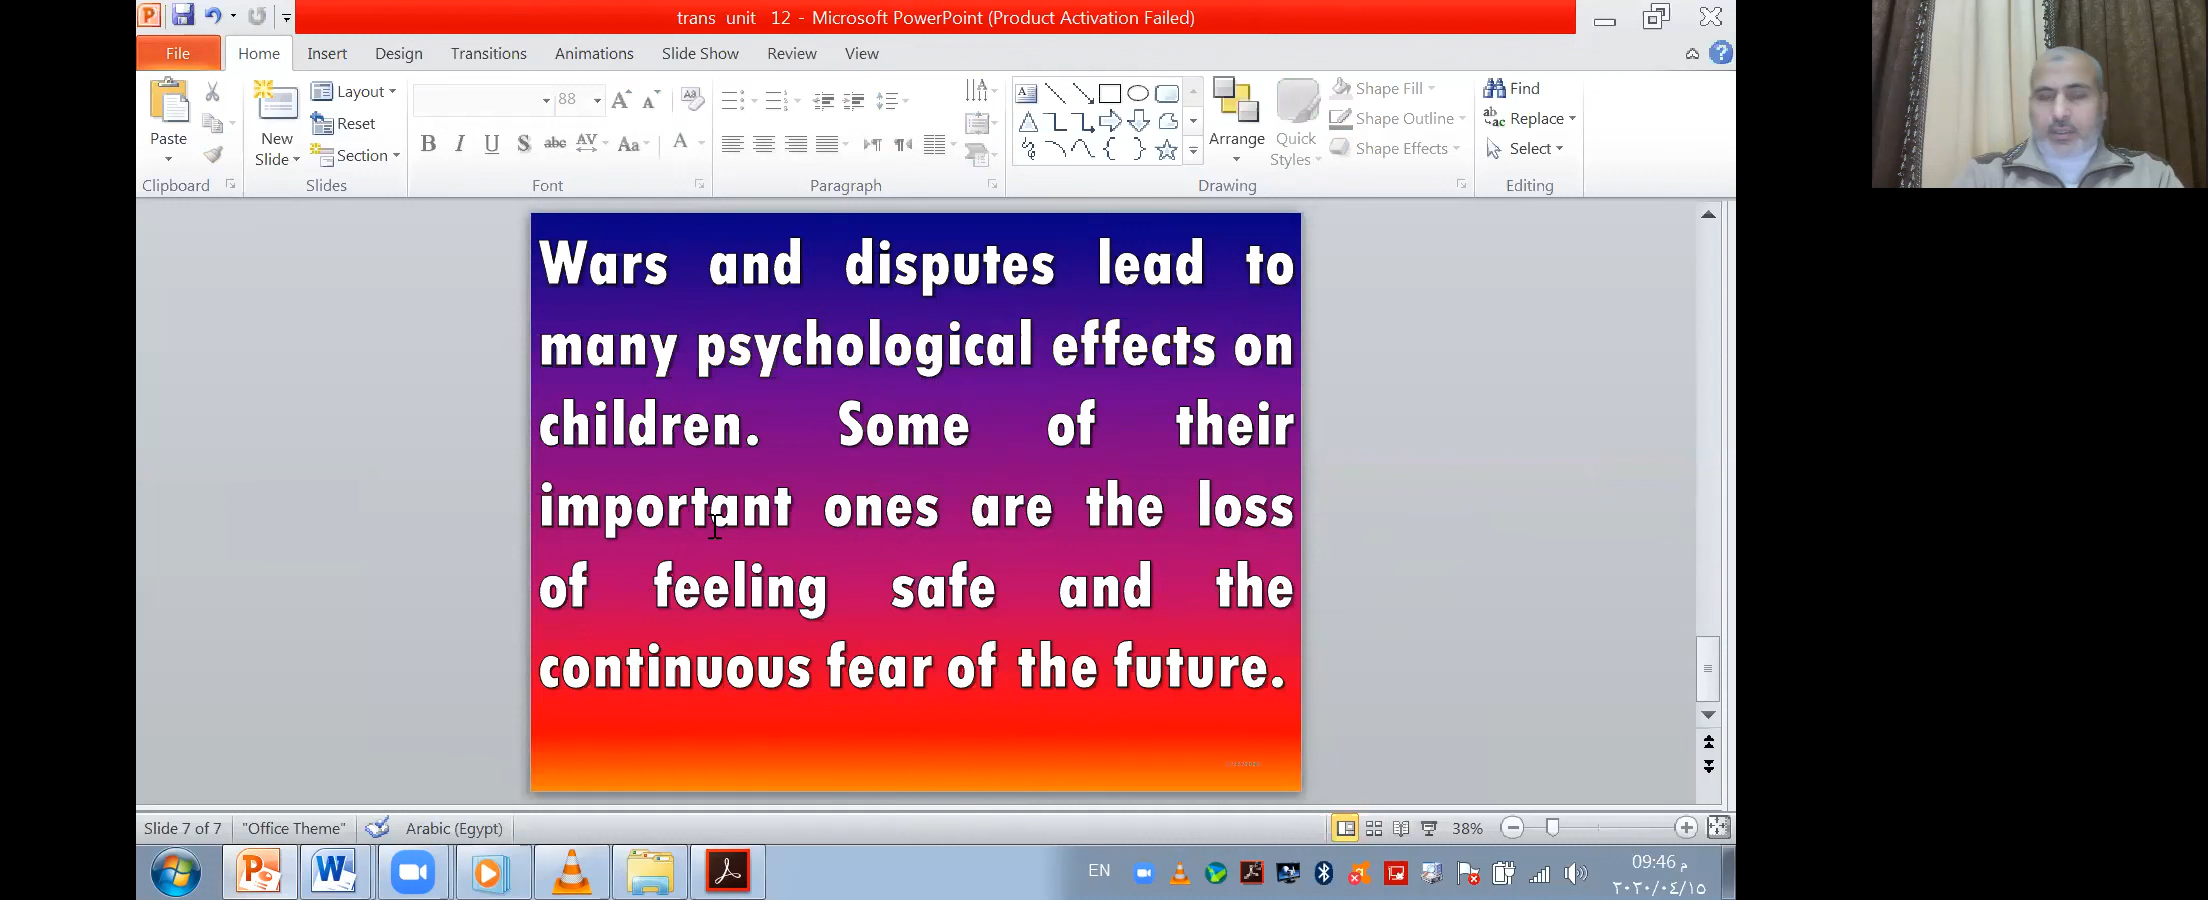 trans unit 12 - Microsoft PowerPoint (Product Activation Failed)
File Home Insert Design Transitions Animations Slide Show Review View
Paste
Clipboard
New Slide
Layout
Reset
Section
Slides
88
B I U S abc AV Aa A
Font
Paragraph
Arrange
Quick Styles
Shape Fill
Shape Outline
Shape Effects
Drawing
Find
Replace
Select
Editing
Wars and disputes lead to
many psychological effects on
children. Some of their
important ones are the loss
of feeling safe and the
continuous fear of the future.
Slide 7 of 7 "Office Theme" Arabic (Egypt) 38%
EN
09:46 م
٢٠٢٠/٠٤/١٥